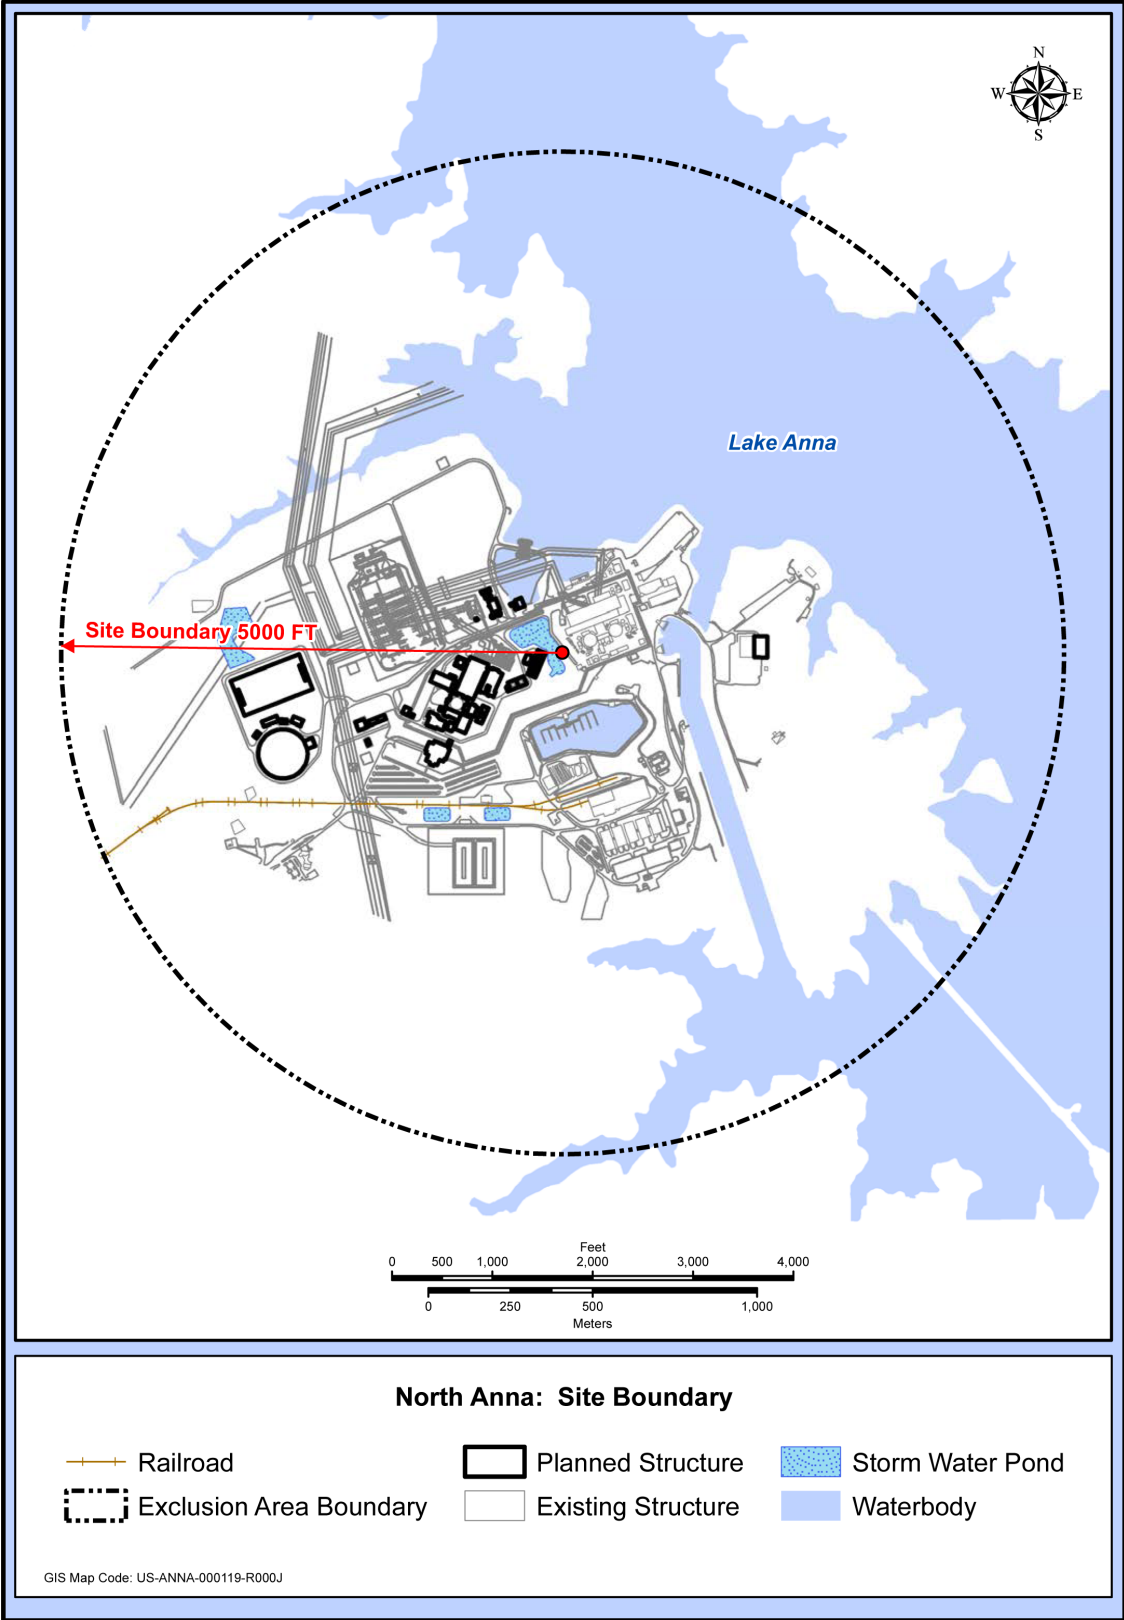 N
W E
S
Lake Anna
Site Boundary 5000 FT
Feet
0 500 1,000 2,000 3,000 4,000
0 250 500 1,000
Meters
North Anna: Site Boundary
Railroad
Planned Structure
Storm Water Pond
Exclusion Area Boundary
Existing Structure
Waterbody
GIS Map Code: US-ANNA-000119-R000J